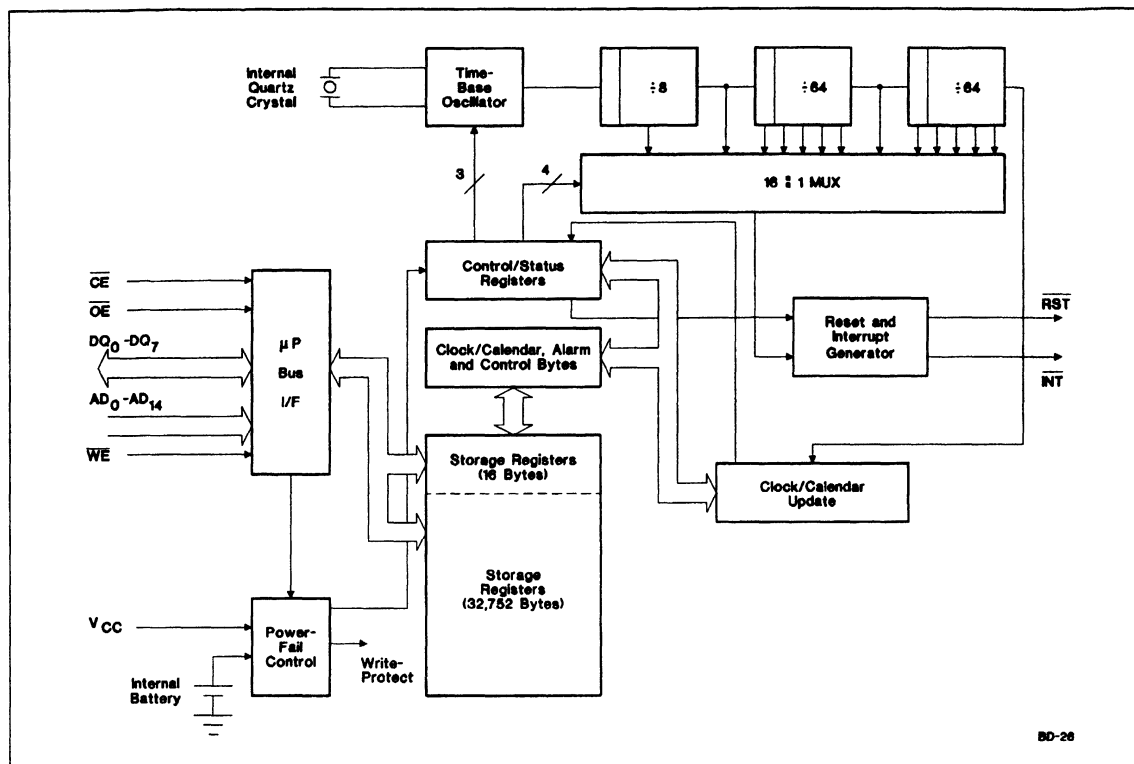 Internal
Quartz
Crystal
Time-
Base
Oscillator
÷8
÷64
÷64
3
4
16 : 1 MUX
Control/Status
Registers
CE
OE
DQ0-DQ7
AD0-AD14
WE
μP
Bus
I/F
Clock/Calendar, Alarm
and Control Bytes
Reset and
Interrupt
Generator
RST
INT
Storage Registers
(16 Bytes)
Clock/Calendar
Update
Storage
Registers
(32,752 Bytes)
VCC
Power-
Fail
Control
Write-
Protect
Internal
Battery
BD-26